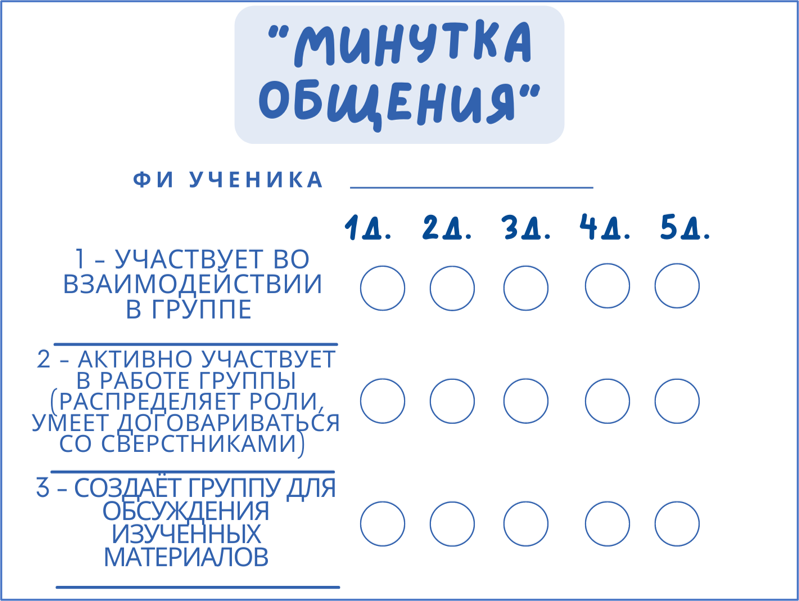 "МИНУТКА
ОБЩЕНИЯ"
ФИ УЧЕНИКА
1Д. 2Д. 3Д. 4Д. 5Д.
1 - УЧАСТВУЕТ ВО
ВЗАИМОДЕЙСТВИИ
В ГРУППЕ
2 - АКТИВНО УЧАСТВУЕТ
В РАБОТЕ ГРУППЫ
(РАСПРЕДЕЛЯЕТ РОЛИ,
УМЕЕТ ДОГОВАРИВАТЬСЯ
СО СВЕРСТНИКАМИ)
3 - СОЗДАЁТ ГРУППУ ДЛЯ
ОБСУЖДЕНИЯ
ИЗУЧЕННЫХ
МАТЕРИАЛОВ